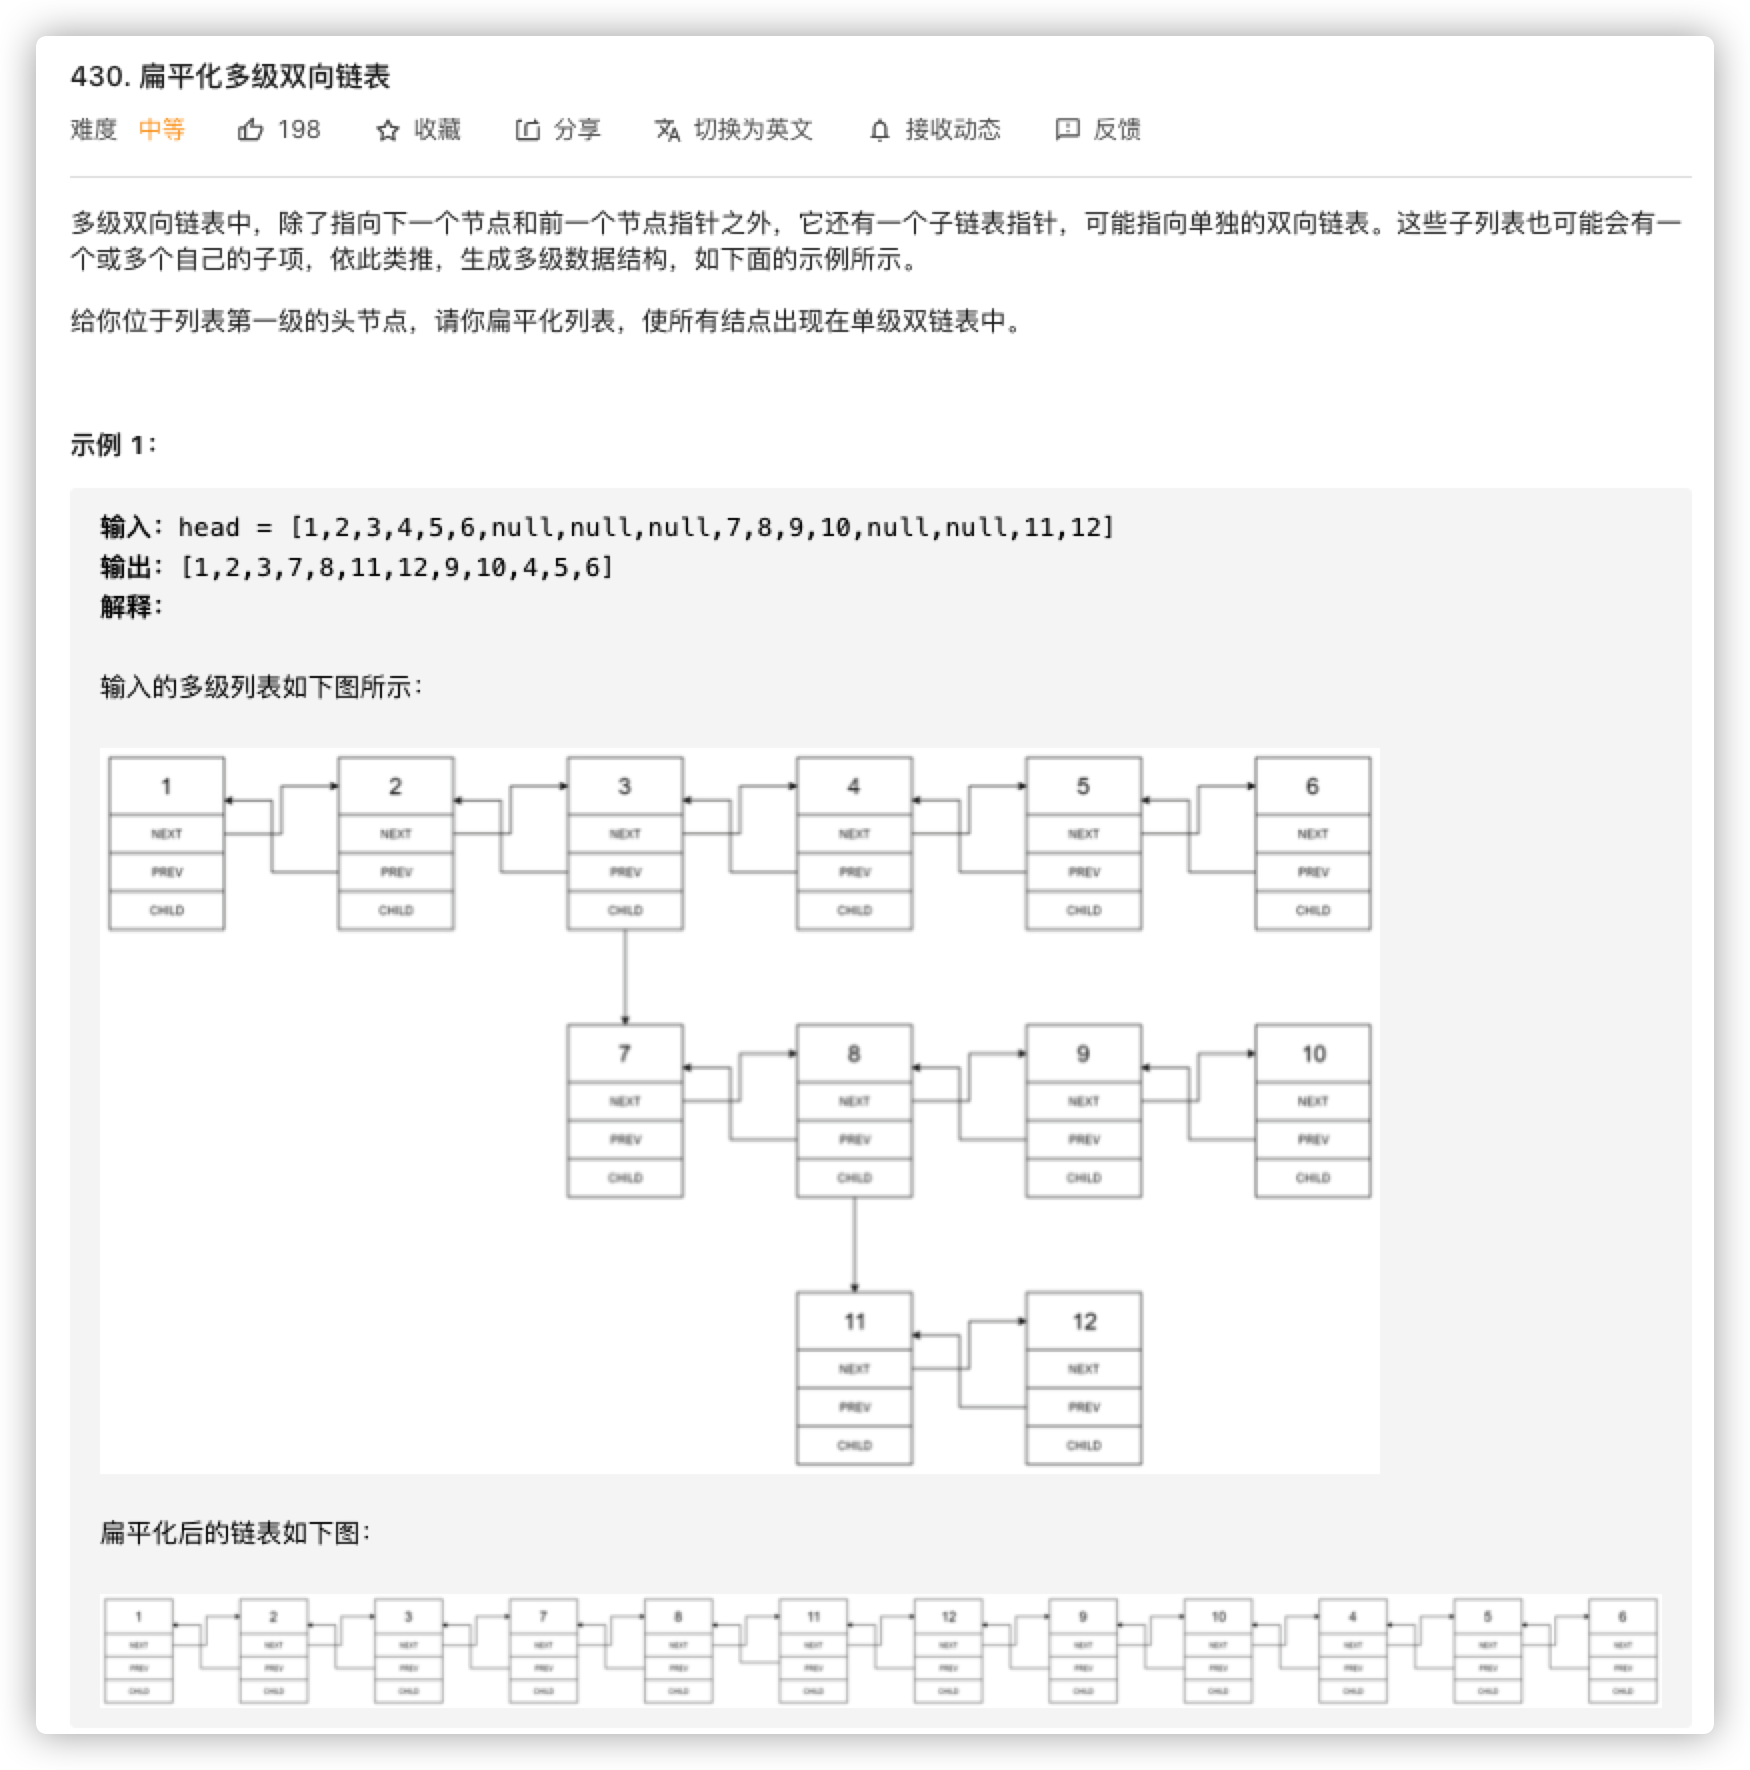 430. 扁平化多级双向链表
难度 中等 198 收藏 分享 切换为英文 接收动态 反馈
多级双向链表中，除了指向下一个节点和前一个节点指针之外，它还有一个子链表指针，可能指向单独的双向链表。这些子列表也可能会有一
个或多个自己的子项，依此类推，生成多级数据结构，如下面的示例所示。
给你位于列表第一级的头节点，请你扁平化列表，使所有结点出现在单级双链表中。
示例 1：
输入：head = [1,2,3,4,5,6,null,null,null,7,8,9,10,null,null,11,12]
输出：[1,2,3,7,8,11,12,9,10,4,5,6]
解释：
输入的多级列表如下图所示：
1 2 3 4 5 6
NEXT NEXT NEXT NEXT NEXT NEXT
PREV PREV PREV PREV PREV PREV
CHILD CHILD CHILD CHILD CHILD CHILD
7 8 9 10
NEXT NEXT NEXT NEXT
PREV PREV PREV PREV
CHILD CHILD CHILD CHILD
11 12
NEXT NEXT
PREV PREV
CHILD CHILD
扁平化后的链表如下图：
1 2 3 7 8 11 12 9 10 4 5 6
NEXT NEXT NEXT NEXT NEXT NEXT NEXT NEXT NEXT NEXT NEXT NEXT
PREV PREV PREV PREV PREV PREV PREV PREV PREV PREV PREV PREV
CHILD CHILD CHILD CHILD CHILD CHILD CHILD CHILD CHILD CHILD CHILD CHILD